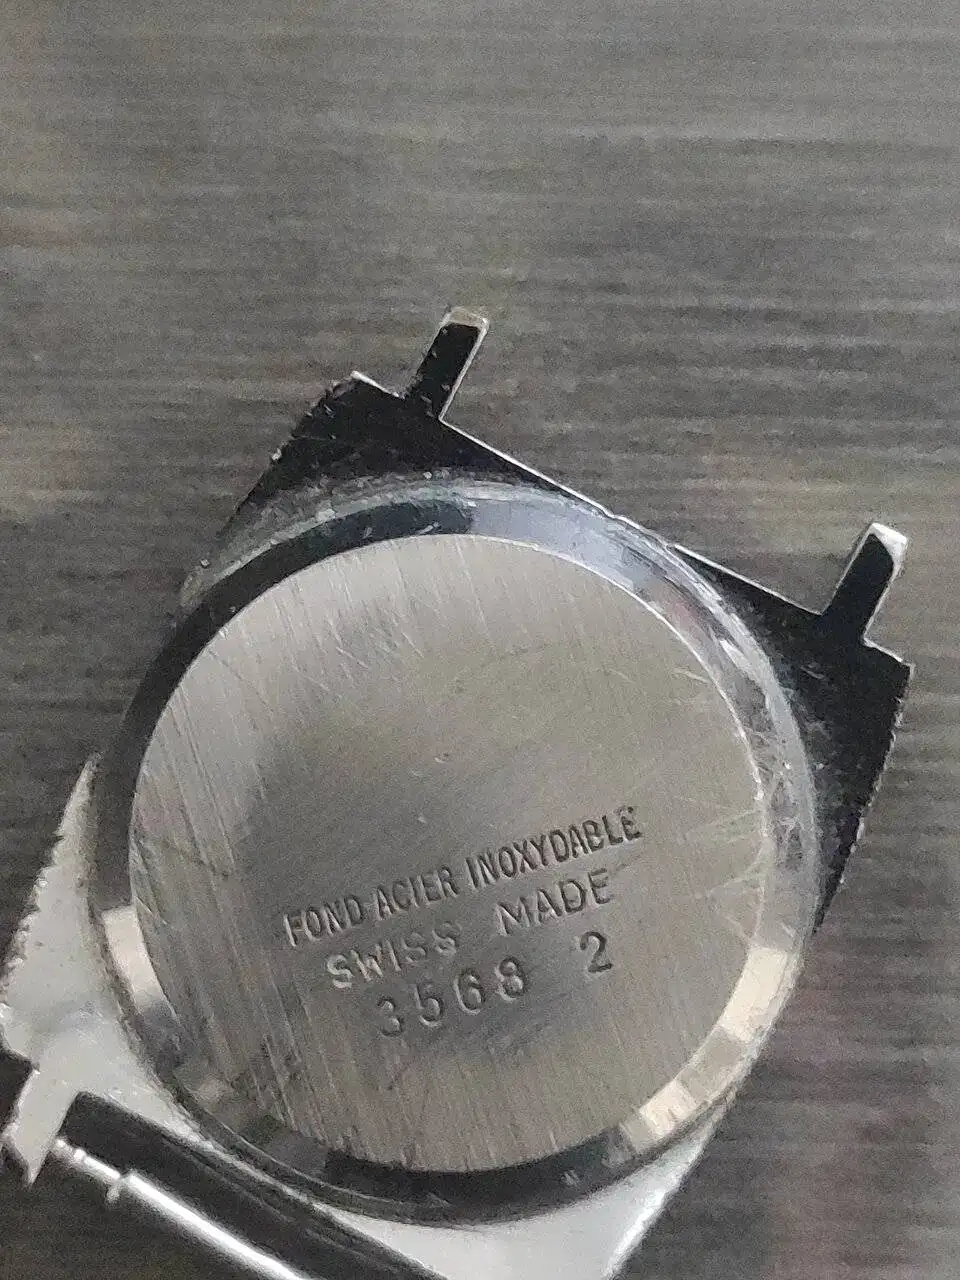 FOND ACIER INOXYDABLE
SWISS MADE
3568 2